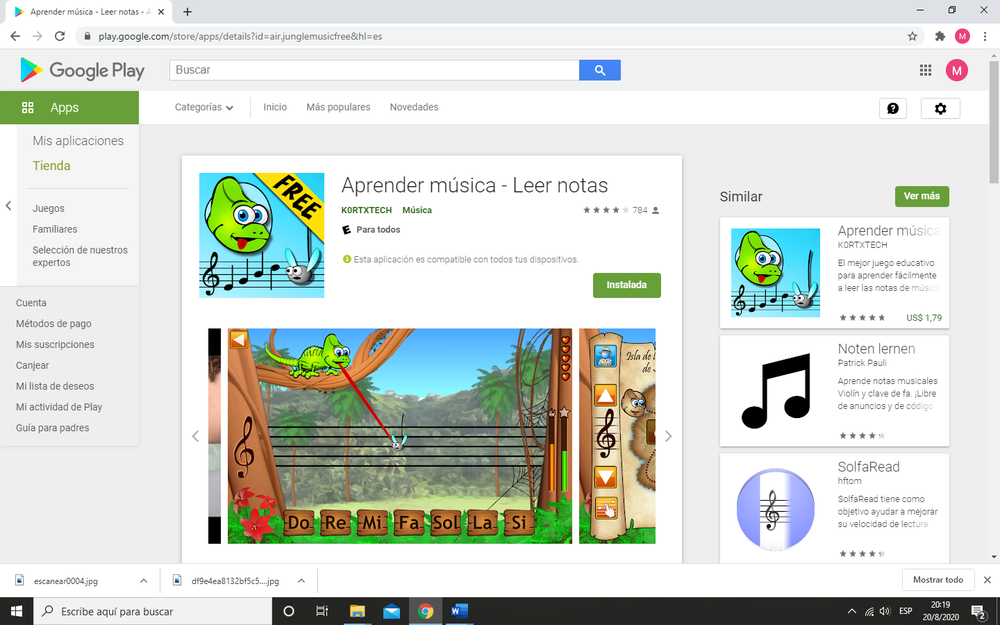 Aprender música - Leer notas - A
play.google.com/store/apps/details?id=air.junglemusicfree&hl=es
M
Google Play
Buscar
M
Apps
Categorías
Inicio
Más populares
Novedades
Mis aplicaciones
Tienda
Juegos
Familiares
Selección de nuestros
expertos
Cuenta
Métodos de pago
Mis suscripciones
Canjear
Mi lista de deseos
Mi actividad de Play
Guía para padres
FREE
Aprender música - Leer notas
K0RTXTECH Música
784
E Para todos
Esta aplicación es compatible con todos tus dispositivos.
Instalada
Isla de l
de
Do Re Mi Fa Sol La Si
Similar
Ver más
Aprender música
K0RTXTECH
El mejor juego educativo
para aprender fácilmente
a leer las notas de música
US$ 1,79
Noten lernen
Patrick Pauli
Aprende notas musicales
Violín y clave de fa. ¡Libre
de anuncios y de código
SolfaRead
hftom
SolfaRead tiene como
objetivo ayudar a mejorar
su velocidad de lectura.
escanear0004.jpg
df9e4ea8132bf5c5....jpg
Mostrar todo
Escribe aquí para buscar
ESP
20:19
20/8/2020
2